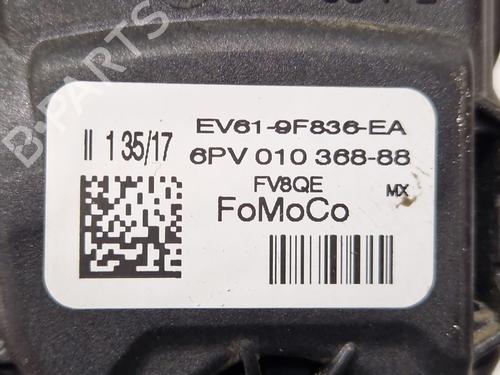 B-PARTS
EV61-9F836-EA
II 135/17
6PV 010 368-88
FV8QE
MX
FoMoCo